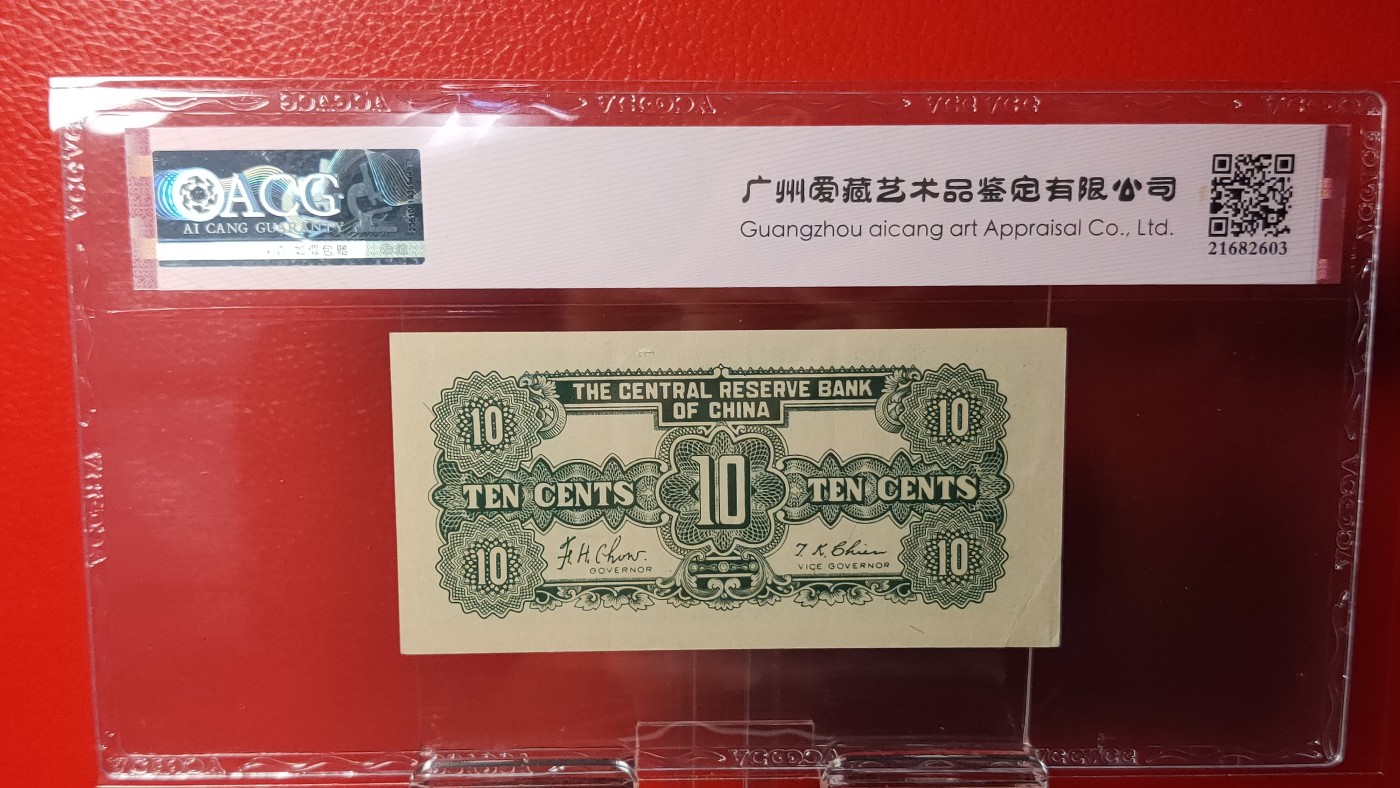 ACG
AI CANG GUARANTY
广州爱藏艺术品鉴定有限公司
Guangzhou aicang art Appraisal Co., Ltd.
21682603
THE CENTRAL RESERVE BANK
OF CHINA
10
10
10
TEN CENTS
TEN CENTS
F. H. Chow.
T. K. Chien
GOVERNOR
VICE GOVERNOR
10
10